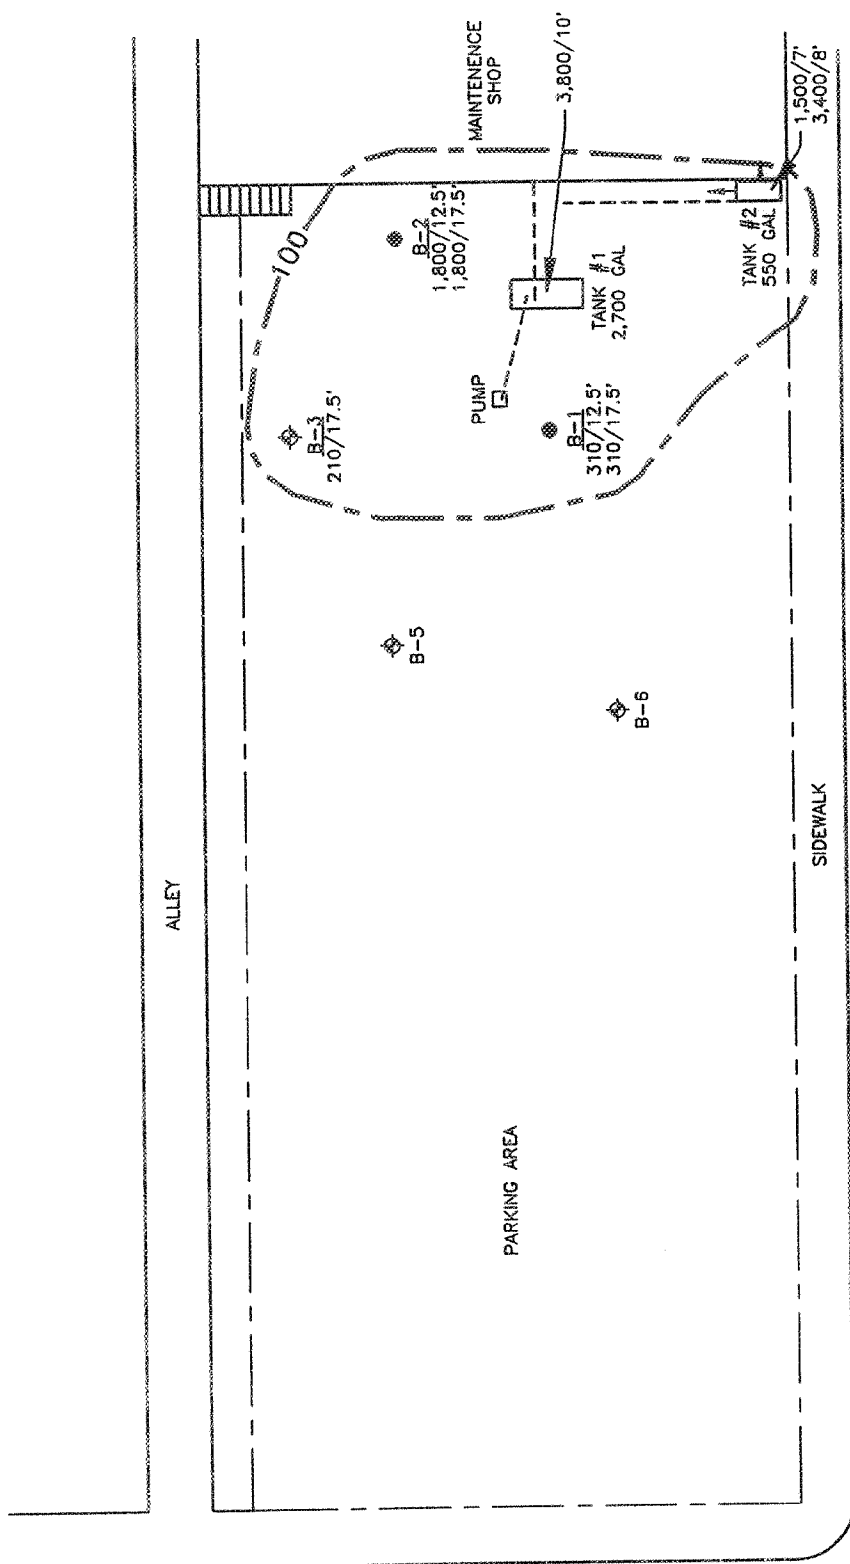 ALLEY
MAINTENENCE
SHOP
3,800/10'
100
B-2
1,800/12.5'
1,800/17.5'
TANK #1
2,700 GAL
TANK #2
550 GAL
1,500/7'
3,400/8'
PUMP
B-3
210/17.5'
B-1
310/12.5'
310/17.5'
B-5
B-6
PARKING AREA
SIDEWALK